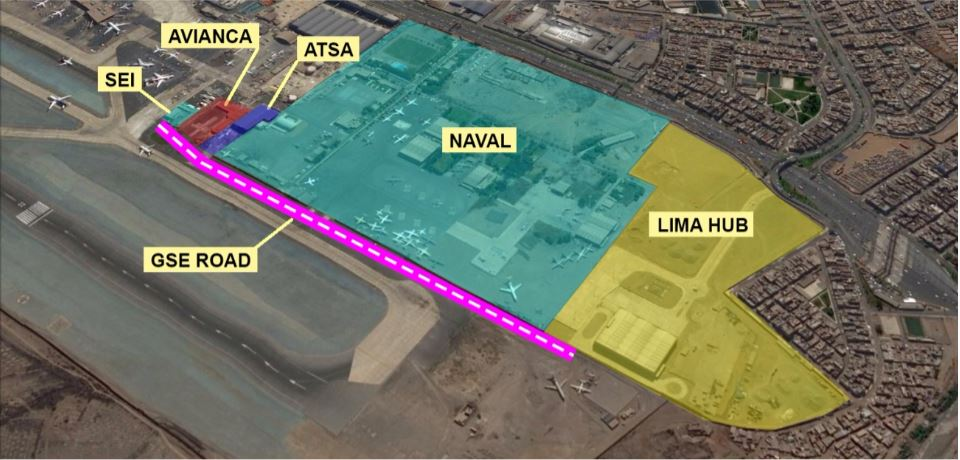 AVIANCA
ATSA
SEI
NAVAL
LIMA HUB
GSE ROAD